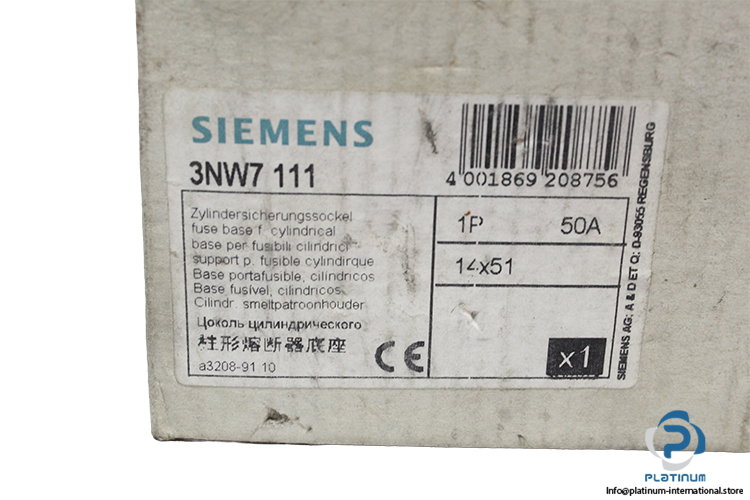 SIEMENS
3NW7 111
4 001869 208756
Zylindersicherungssockel
fuse base f. cylindrical
base per fusibili cilindrici
support p. fusible cylindirque
Base portafusible, cilindricos
Base fusivel, cilindricos
Cilindr. smeltpatroonhouder
Цоколь цилиндрического
柱形熔断器底座
a3208-91 10
CE
1P 50A
14x51
x1
SIEMENS AG: A & D ET O; D-93055 REGENSBURG
PLATINUM
Info@platinum-international.store